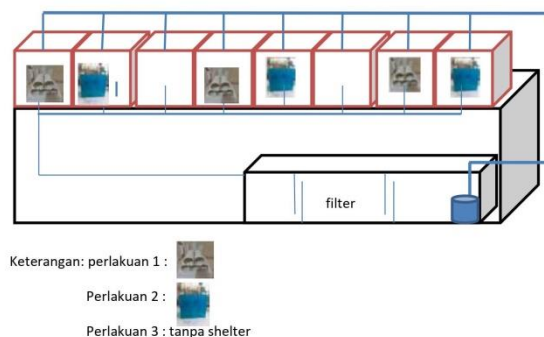 filter
Keterangan: perlakuan 1 :
Perlakuan 2 :
Perlakuan 3 : tanpa shelter